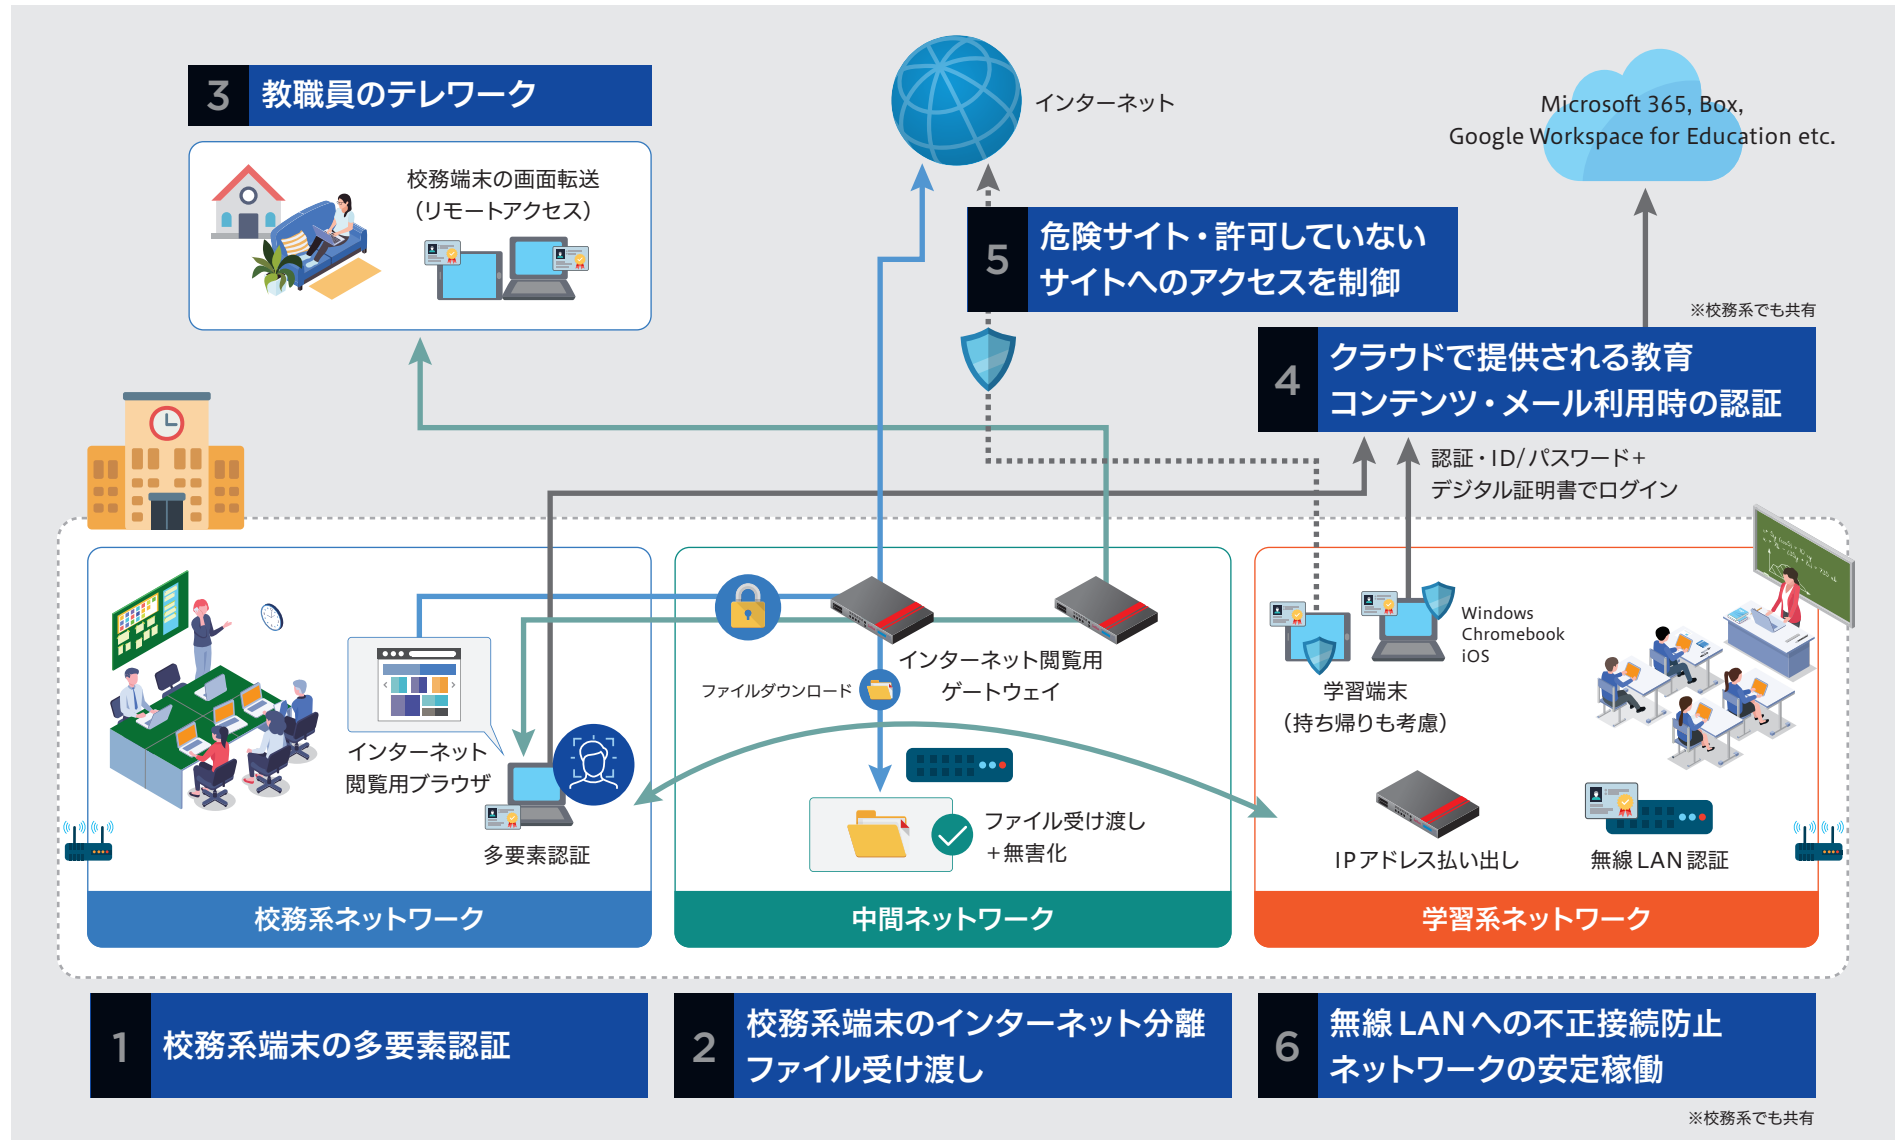 3 教職員のテレワーク
校務端末の画面転送
（リモートアクセス）
インターネット
Microsoft 365, Box,
Google Workspace for Education etc.
5 危険サイト・許可していない
サイトへのアクセスを制御
※校務系でも共有
4 クラウドで提供される教育
コンテンツ・メール利用時の認証
認証・ID/パスワード＋
デジタル証明書でログイン
インターネット
閲覧用ブラウザ
多要素認証
校務系ネットワーク
インターネット閲覧用
ゲートウェイ
ファイルダウンロード
ファイル受け渡し
＋無害化
中間ネットワーク
Windows
Chromebook
iOS
学習端末
（持ち帰りも考慮）
IPアドレス払い出し
無線LAN認証
学習系ネットワーク
1 校務系端末の多要素認証
2 校務系端末のインターネット分離
ファイル受け渡し
6 無線LANへの不正接続防止
ネットワークの安定稼働
※校務系でも共有